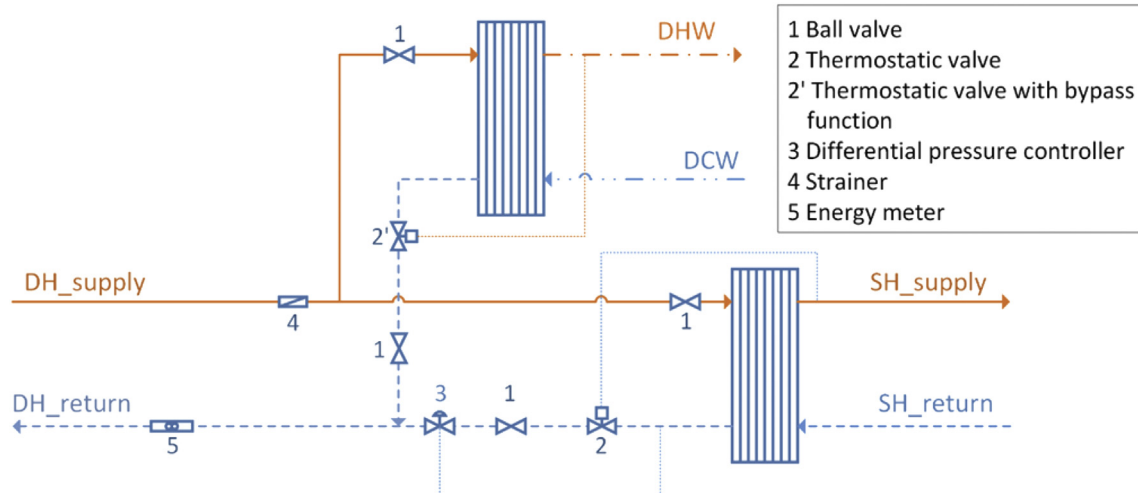 1
DHW
DCW
2'
DH_supply
SH_supply
4
1
1
DH_return
3
1
SH_return
5
2
1 Ball valve
2 Thermostatic valve
2' Thermostatic valve with bypass
function
3 Differential pressure controller
4 Strainer
5 Energy meter